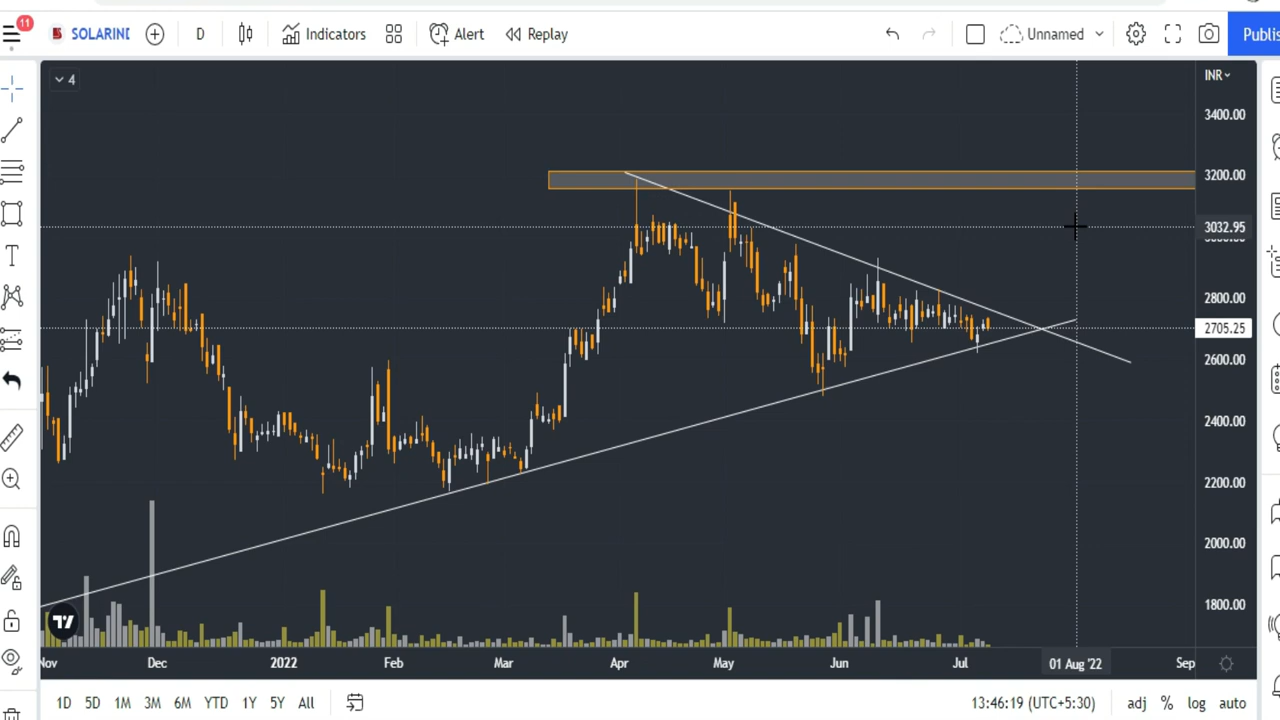 11
SOLARIND
D
Indicators
Alert
Replay
Unnamed
Publis
4
INR
3400.00
3200.00
3032.95
2800.00
2705.25
2600.00
2400.00
2200.00
2000.00
1800.00
Nov Dec 2022 Feb Mar Apr May Jun Jul 01 Aug '22 Sep
1D 5D 1M 3M 6M YTD 1Y 5Y All
13:46:19 (UTC+5:30) adj % log auto